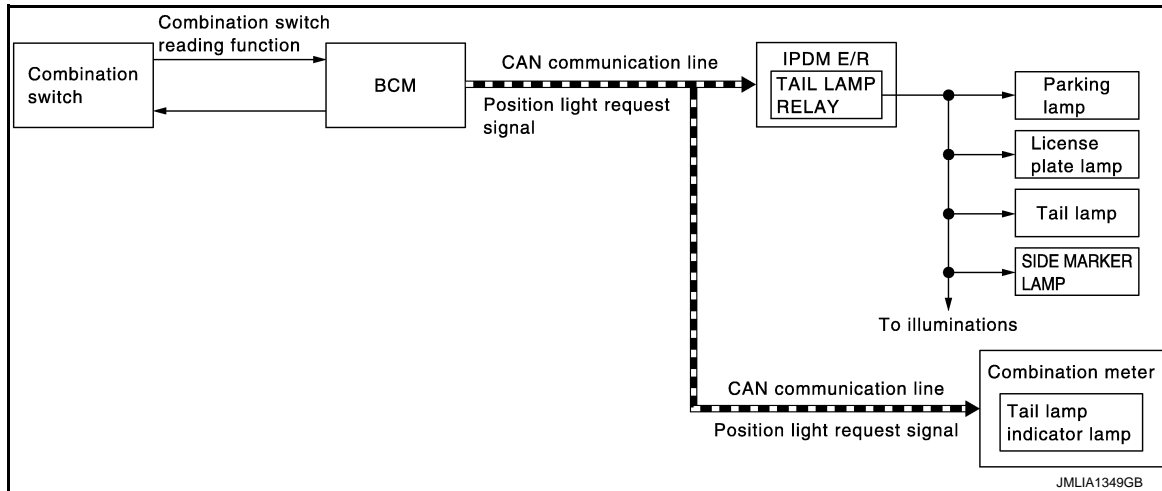 Combination switch
reading function
Combination
switch
BCM
CAN communication line
Position light request
signal
IPDM E/R
TAIL LAMP
RELAY
Parking
lamp
License
plate lamp
Tail lamp
SIDE MARKER
LAMP
To illuminations
CAN communication line
Position light request signal
Combination meter
Tail lamp
indicator lamp
JMLIA1349GB